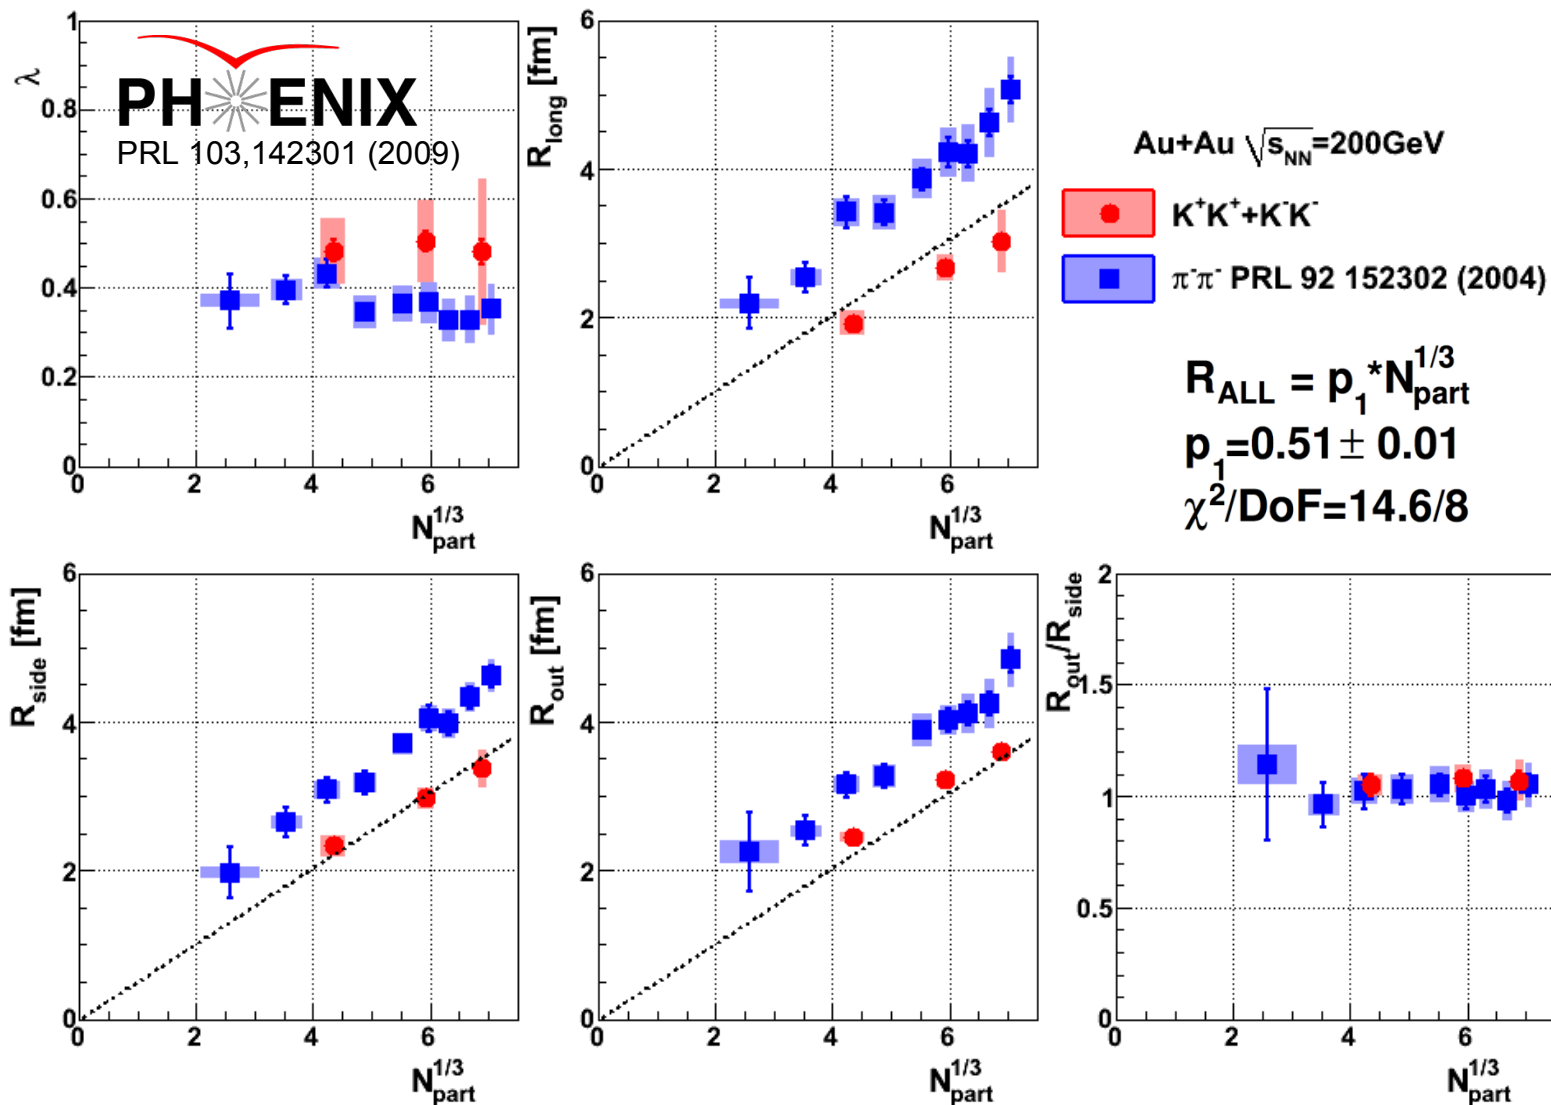 1
0.8
0.6
0.4
0.2
0
λ
PHENIX
PRL 103,142301 (2009)
0 2 4 6
N^{1/3}_{part}
6
4
2
0
R_{long} [fm]
0 2 4 6
N^{1/3}_{part}
Au+Au √s_{NN}=200GeV
K⁺K⁺+K⁻K⁻
π⁻π⁻ PRL 92 152302 (2004)
R_{ALL} = p_1*N^{1/3}_{part}
p_1=0.51 ± 0.01
χ²/DoF=14.6/8
6
4
2
0
R_{side} [fm]
0 2 4 6
N^{1/3}_{part}
6
4
2
0
R_{out} [fm]
0 2 4 6
N^{1/3}_{part}
2
1.5
1
0.5
0
R_{out}/R_{side}
0 2 4 6
N^{1/3}_{part}